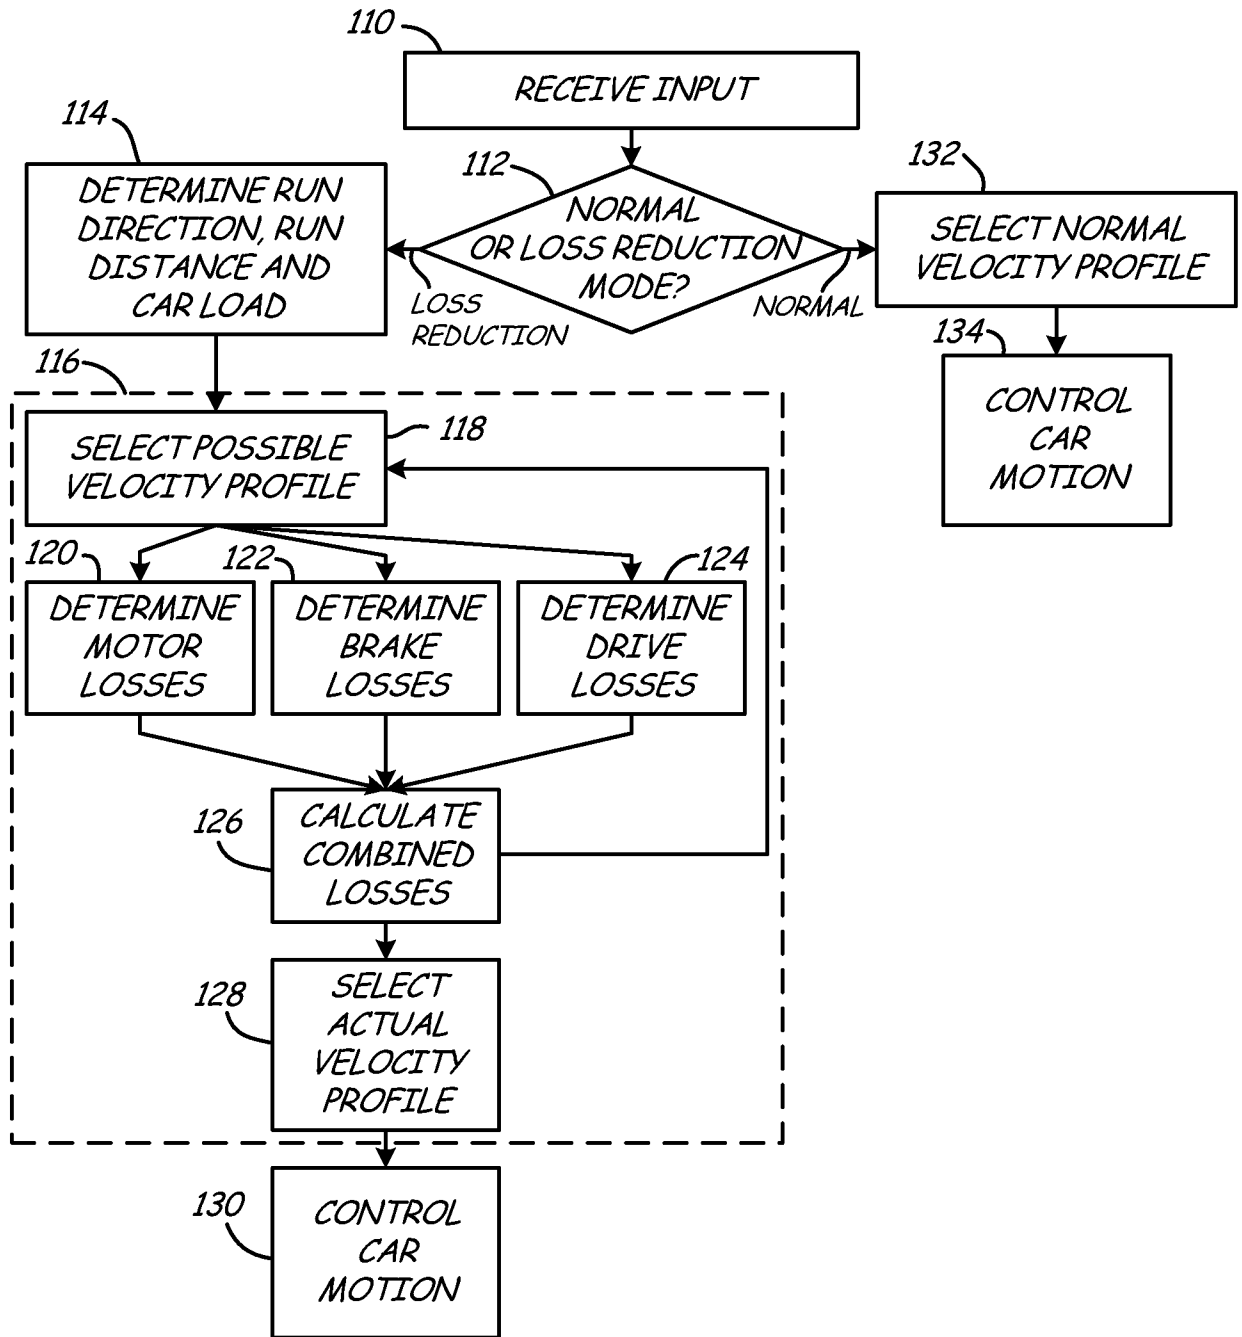 110
RECEIVE INPUT
114
DETERMINE RUN
DIRECTION, RUN
DISTANCE AND
CAR LOAD
112
NORMAL
OR LOSS REDUCTION
MODE?
LOSS
REDUCTION
NORMAL
132
SELECT NORMAL
VELOCITY PROFILE
134
CONTROL
CAR
MOTION
116
118
SELECT POSSIBLE
VELOCITY PROFILE
120
DETERMINE
MOTOR
LOSSES
122
DETERMINE
BRAKE
LOSSES
124
DETERMINE
DRIVE
LOSSES
126
CALCULATE
COMBINED
LOSSES
128
SELECT
ACTUAL
VELOCITY
PROFILE
130
CONTROL
CAR
MOTION